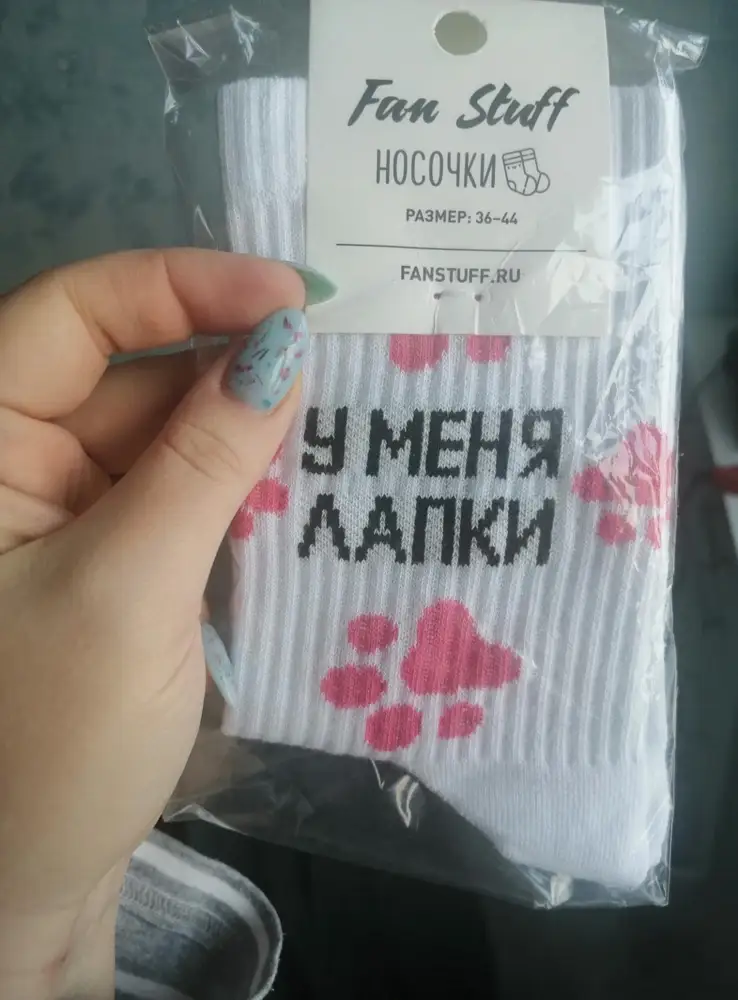 Fan Stuff
НОСОЧКИ
РАЗМЕР: 36–44
FANSTUFF.RU
У МЕНЯ
ЛАПКИ